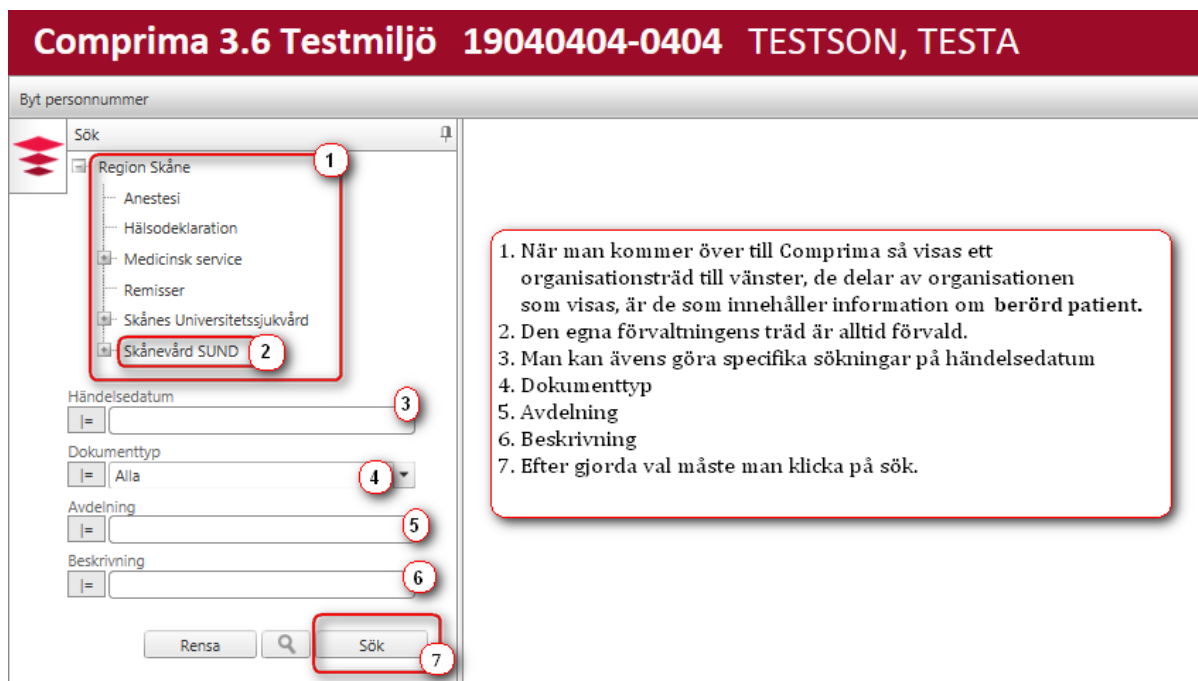 Comprima 3.6 Testmiljö 19040404-0404 TESTSON, TESTA
Byt personnummer
Sök
Region Skåne
1
Anestesi
Hälsodeklaration
Medicinsk service
Remisser
Skånes Universitetssjukvård
Skånevård SUND
2
Händelsedatum
|=
3
Dokumenttyp
|= Alla
4
Avdelning
|=
5
Beskrivning
|=
6
Rensa
Sök
7
1. När man kommer över till Comprima så visas ett
organisationsträd till vänster, de delar av organisationen
som visas, är de som innehåller information om berörd patient.
2. Den egna förvaltningens träd är alltid förvald.
3. Man kan ävens göra specifika sökningar på händelsedatum
4. Dokumenttyp
5. Avdelning
6. Beskrivning
7. Efter gjorda val måste man klicka på sök.